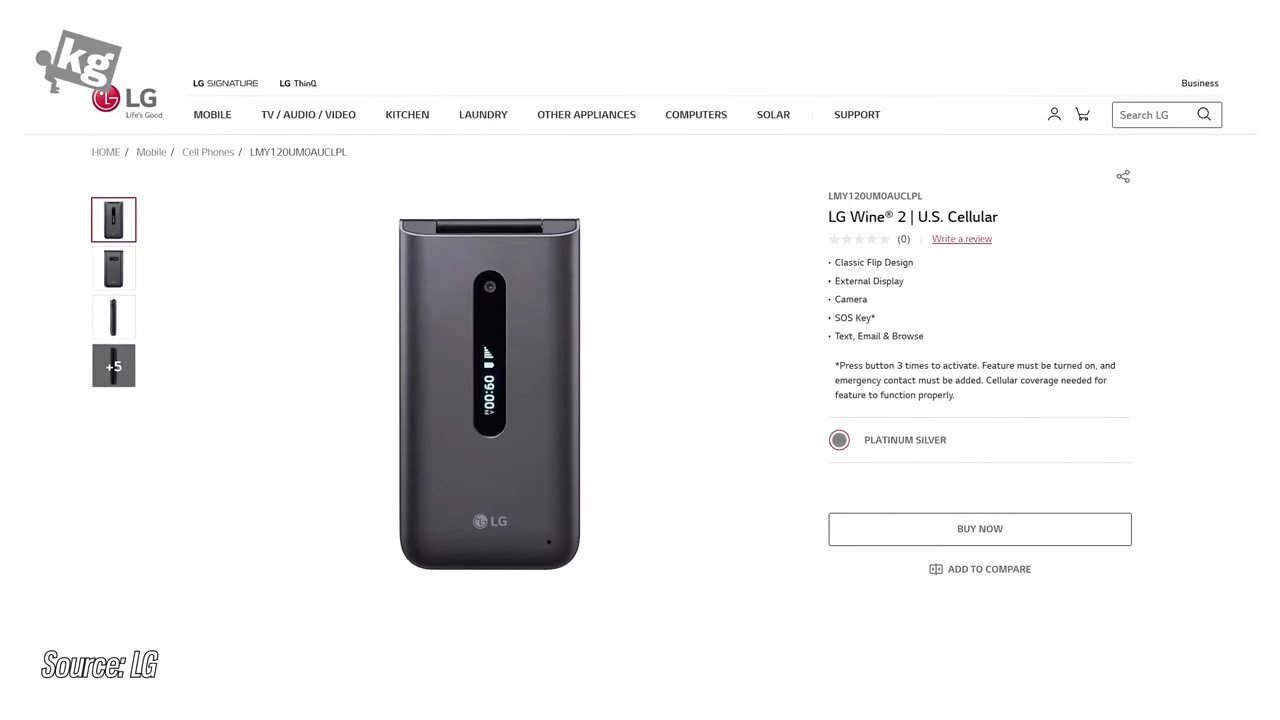 kg
LG
Life's Good
LG SIGNATURE LG ThinQ
Business
MOBILE TV / AUDIO / VIDEO KITCHEN LAUNDRY OTHER APPLIANCES COMPUTERS SOLAR SUPPORT
Search LG
HOME / Mobile / Cell Phones / LMY120UM0AUCLPL
+5
09:00
LG
LMY120UM0AUCLPL
LG Wine® 2 | U.S. Cellular
(0) Write a review
• Classic Flip Design
• External Display
• Camera
• SOS Key*
• Text, Email & Browse
*Press button 3 times to activate. Feature must be turned on, and
emergency contact must be added. Cellular coverage needed for
feature to function properly.
PLATINUM SILVER
BUY NOW
ADD TO COMPARE
Source: LG